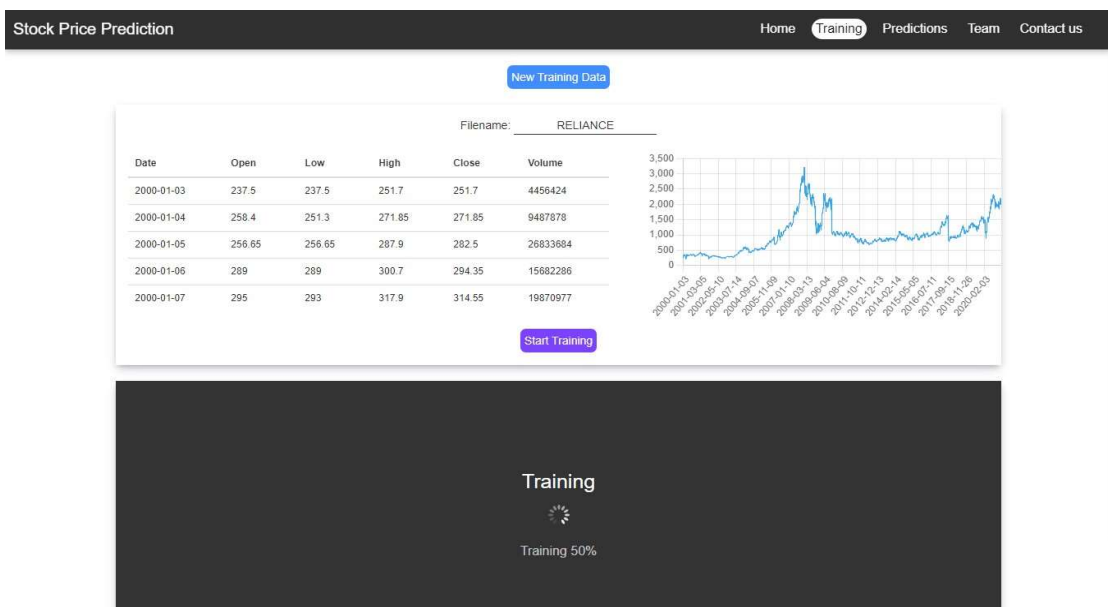 Stock Price Prediction Home Training Predictions Team Contact us
New Training Data
Filename: RELIANCE
Date Open Low High Close Volume
2000-01-03 237.5 237.5 251.7 251.7 4456424
2000-01-04 258.4 251.3 271.85 271.85 9487878
2000-01-05 256.65 256.65 287.9 282.5 26833684
2000-01-06 289 289 300.7 294.35 15682286
2000-01-07 295 293 317.9 314.55 19870977
3,500
3,000
2,500
2,000
1,500
1,000
500
0
2000-01-03
2001-03-05
2002-05-10
2003-07-14
2004-09-07
2005-11-09
2007-01-10
2008-03-13
2009-06-04
2010-08-09
2011-10-11
2012-12-13
2014-02-14
2015-05-05
2016-07-11
2017-09-15
2018-11-26
2020-02-03
Start Training
Training
Training 50%